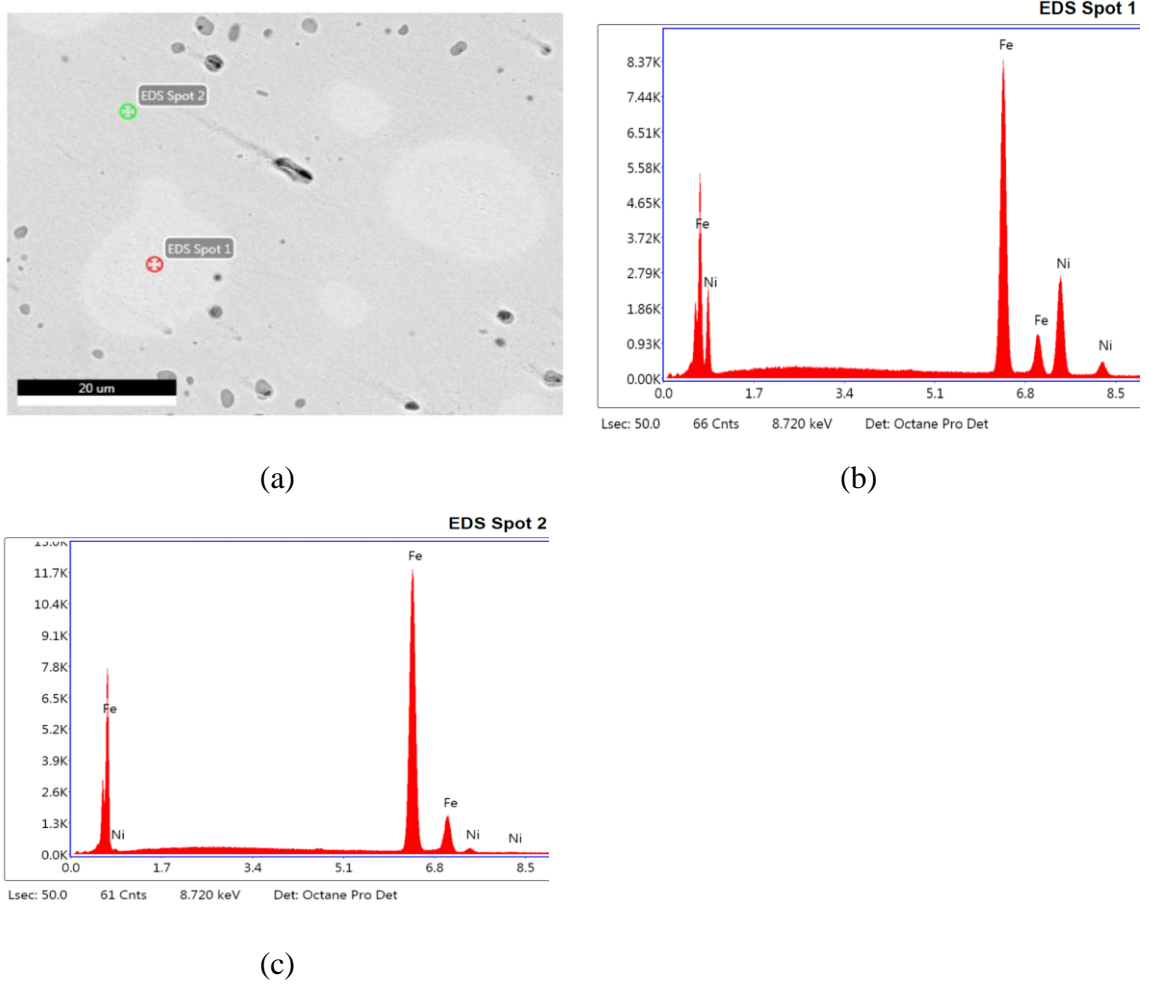 EDS Spot 1
EDS Spot 2
EDS Spot 1
20 um
Fe
8.37K
7.44K
6.51K
5.58K
4.65K
3.72K
2.79K
1.86K
0.93K
0.00K
Fe
Ni
Fe
Ni
Ni
0.0 1.7 3.4 5.1 6.8 8.5
Lsec: 50.0 66 Cnts 8.720 keV Det: Octane Pro Det
(a) (b)
EDS Spot 2
13.0K
11.7K
10.4K
9.1K
7.8K
6.5K
5.2K
3.9K
2.6K
1.3K
0.0K
Fe
Fe
Ni
Fe
Ni
Ni
0.0 1.7 3.4 5.1 6.8 8.5
Lsec: 50.0 61 Cnts 8.720 keV Det: Octane Pro Det
(c)